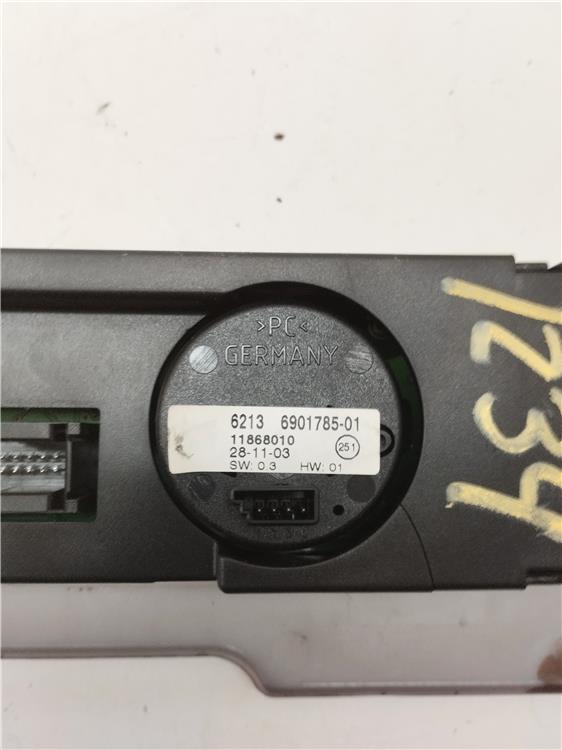 >PC<
GERMANY
6213 6901785-01
11868010
28-11-03 251
SW: 0.3 HW: 01
1234